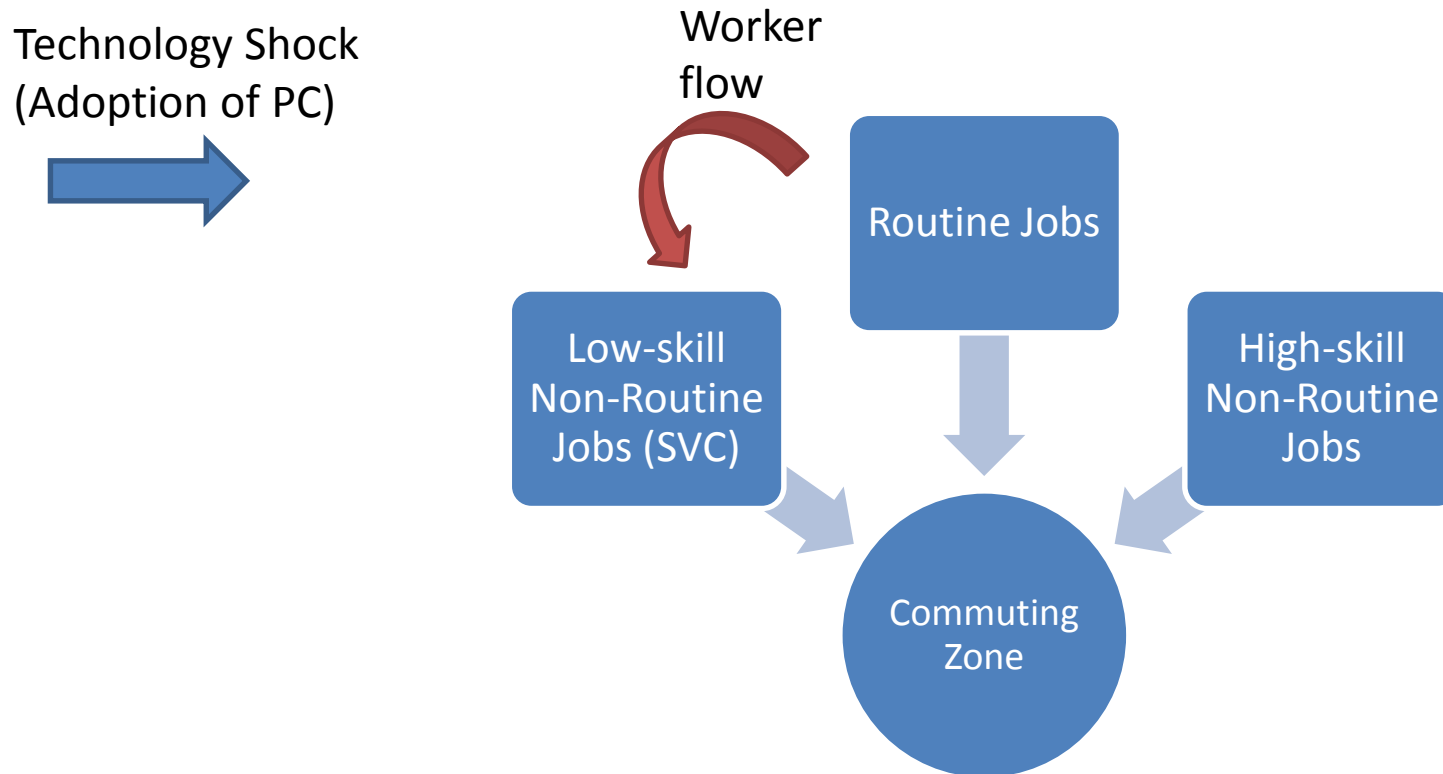 Technology Shock
(Adoption of PC)
Worker
flow
Routine Jobs
Low-skill
Non-Routine
Jobs (SVC)
High-skill
Non-Routine
Jobs
Commuting
Zone